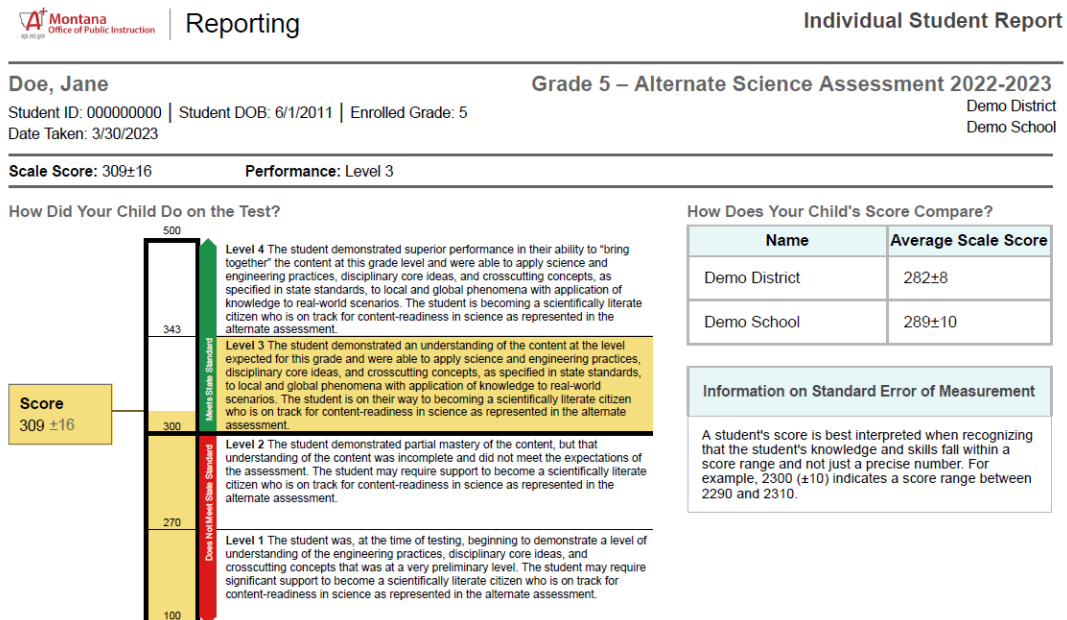 A+ Montana
Office of Public Instruction
opi.mt.gov
Reporting
Individual Student Report
Doe, Jane
Grade 5 – Alternate Science Assessment 2022-2023
Student ID: 000000000 | Student DOB: 6/1/2011 | Enrolled Grade: 5
Demo District
Date Taken: 3/30/2023
Demo School
Scale Score: 309±16
Performance: Level 3
How Did Your Child Do on the Test?
500
343
300
270
100
Score
309 ±16
Meets State Standard
Does Not Meet State Standard
Level 4 The student demonstrated superior performance in their ability to "bring
together" the content at this grade level and were able to apply science and
engineering practices, disciplinary core ideas, and crosscutting concepts, as
specified in state standards, to local and global phenomena with application of
knowledge to real-world scenarios. The student is becoming a scientifically literate
citizen who is on track for content-readiness in science as represented in the
alternate assessment.
Level 3 The student demonstrated an understanding of the content at the level
expected for this grade and were able to apply science and engineering practices,
disciplinary core ideas, and crosscutting concepts, as specified in state standards,
to local and global phenomena with application of knowledge to real-world
scenarios. The student is on their way to becoming a scientifically literate citizen
who is on track for content-readiness in science as represented in the alternate
assessment.
Level 2 The student demonstrated partial mastery of the content, but that
understanding of the content was incomplete and did not meet the expectations of
the assessment. The student may require support to become a scientifically literate
citizen who is on track for content-readiness in science as represented in the
alternate assessment.
Level 1 The student was, at the time of testing, beginning to demonstrate a level of
understanding of the engineering practices, disciplinary core ideas, and
crosscutting concepts that was at a very preliminary level. The student may require
significant support to become a scientifically literate citizen who is on track for
content-readiness in science as represented in the alternate assessment.
How Does Your Child's Score Compare?
Name
Average Scale Score
Demo District
282±8
Demo School
289±10
Information on Standard Error of Measurement
A student's score is best interpreted when recognizing
that the student's knowledge and skills fall within a
score range and not just a precise number. For
example, 2300 (±10) indicates a score range between
2290 and 2310.